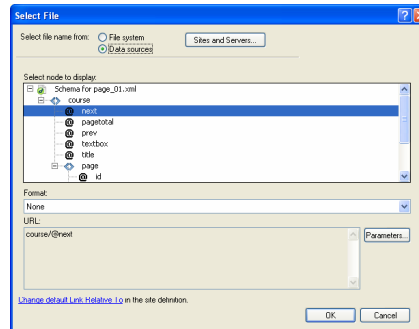 Select File
Select file name from:
File system
Data sources
Sites and Servers...
Select node to display:
Schema for page_01.xml
course
@ next
@ pagetotal
@ prev
@ textbox
@ title
page
@ id
Format:
None
URL:
course/@next
Parameters...
Change default Link Relative To in the site definition.
OK
Cancel